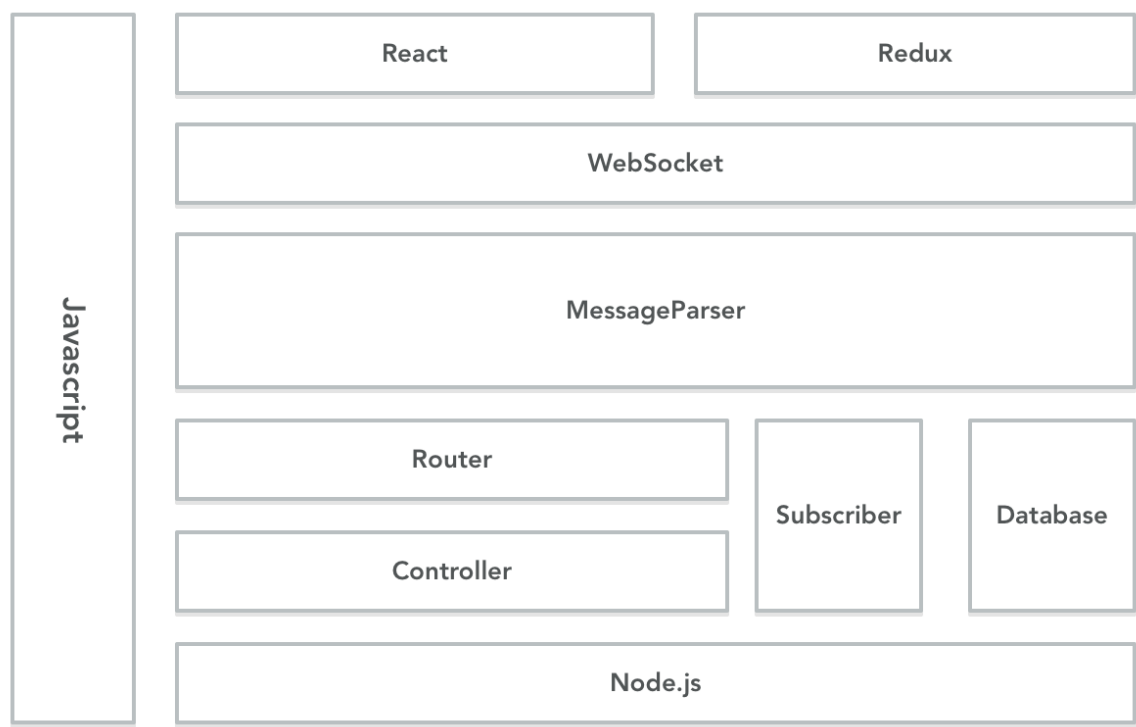 Javascript
React
Redux
WebSocket
MessageParser
Router
Subscriber
Database
Controller
Node.js